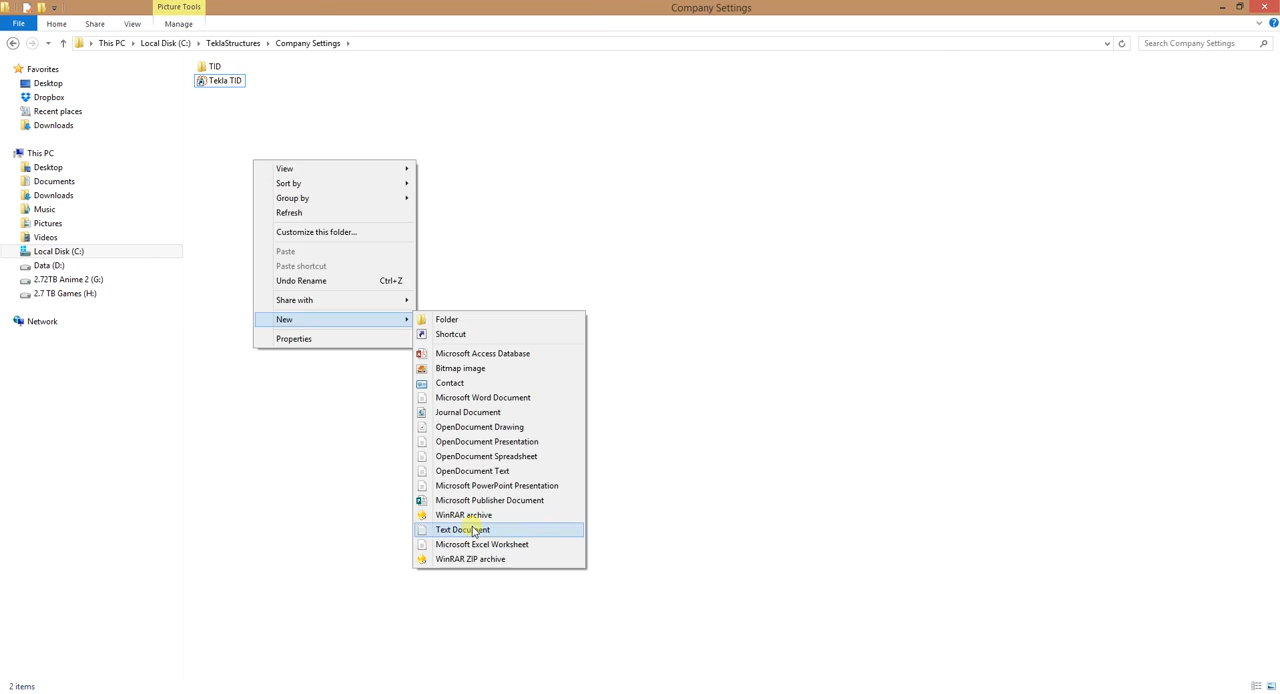 Picture Tools
Company Settings
File Home Share View Manage
This PC Local Disk (C:) TeklaStructures Company Settings
Search Company Settings
Favorites
Desktop
Dropbox
Recent places
Downloads
This PC
Desktop
Documents
Downloads
Music
Pictures
Videos
Local Disk (C:)
Data (D:)
2.72TB Anime 2 (G:)
2.7 TB Games (H:)
Network
TID
Tekla TID
View
Sort by
Group by
Refresh
Customize this folder...
Paste
Paste shortcut
Undo Rename Ctrl+Z
Share with
New
Properties
Folder
Shortcut
Microsoft Access Database
Bitmap image
Contact
Microsoft Word Document
Journal Document
OpenDocument Drawing
OpenDocument Presentation
OpenDocument Spreadsheet
OpenDocument Text
Microsoft PowerPoint Presentation
Microsoft Publisher Document
WinRAR archive
Text Document
Microsoft Excel Worksheet
WinRAR ZIP archive
2 items